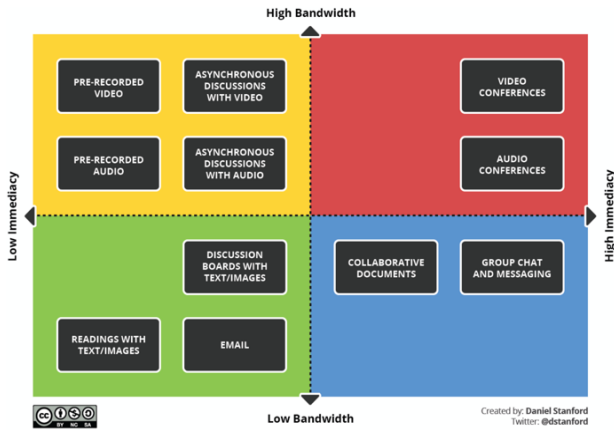 High Bandwidth
PRE-RECORDED
VIDEO
ASYNCHRONOUS
DISCUSSIONS
WITH VIDEO
VIDEO
CONFERENCES
PRE-RECORDED
AUDIO
ASYNCHRONOUS
DISCUSSIONS
WITH AUDIO
AUDIO
CONFERENCES
Low Immediacy
High Immediacy
DISCUSSION
BOARDS WITH
TEXT/IMAGES
COLLABORATIVE
DOCUMENTS
GROUP CHAT
AND MESSAGING
READINGS WITH
TEXT/IMAGES
EMAIL
Low Bandwidth
cc
BY NC SA
Created by: Daniel Stanford
Twitter: @dstanford